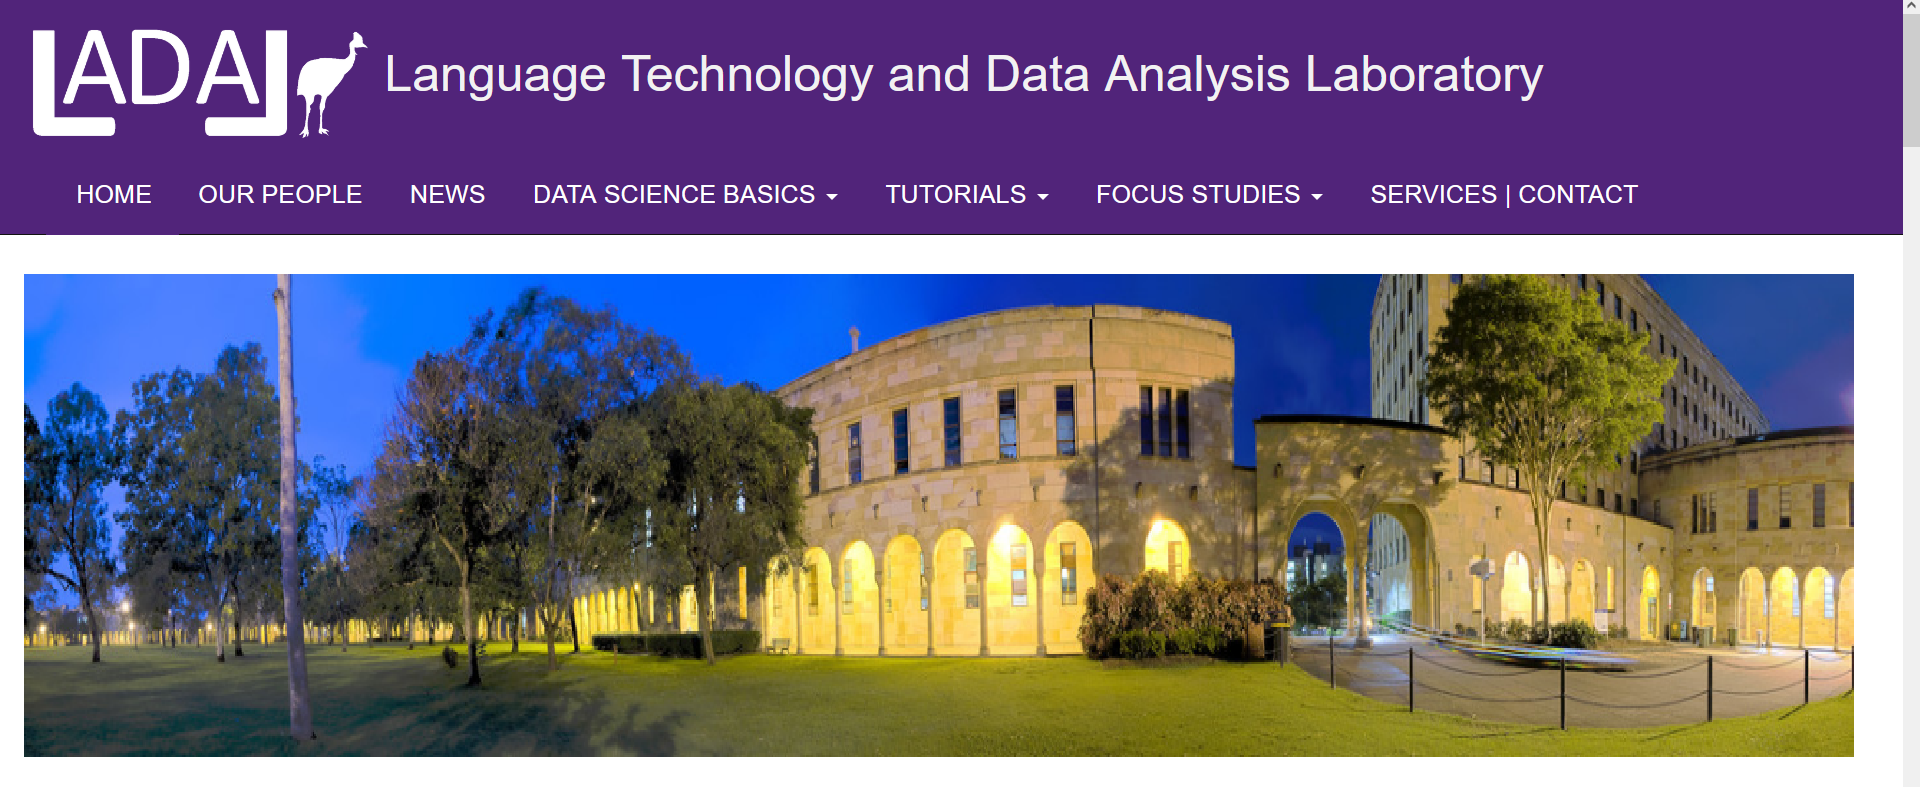 LADAL
Language Technology and Data Analysis Laboratory
HOME OUR PEOPLE NEWS DATA SCIENCE BASICS TUTORIALS FOCUS STUDIES SERVICES | CONTACT